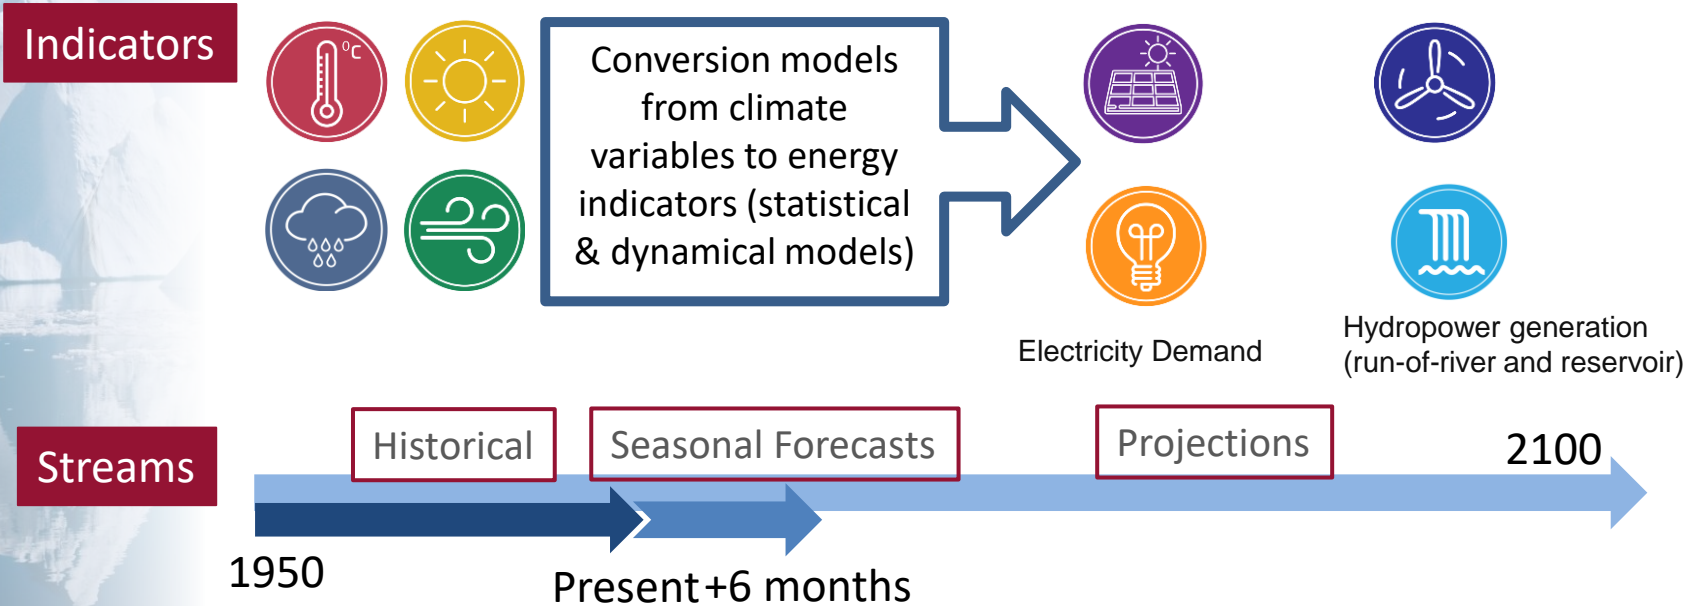 Indicators
⁰C
Conversion models
from climate
variables to energy
indicators (statistical
& dynamical models)
Electricity Demand
Hydropower generation
(run-of-river and reservoir)
Streams
Historical
Seasonal Forecasts
Projections
2100
1950
Present
+6 months